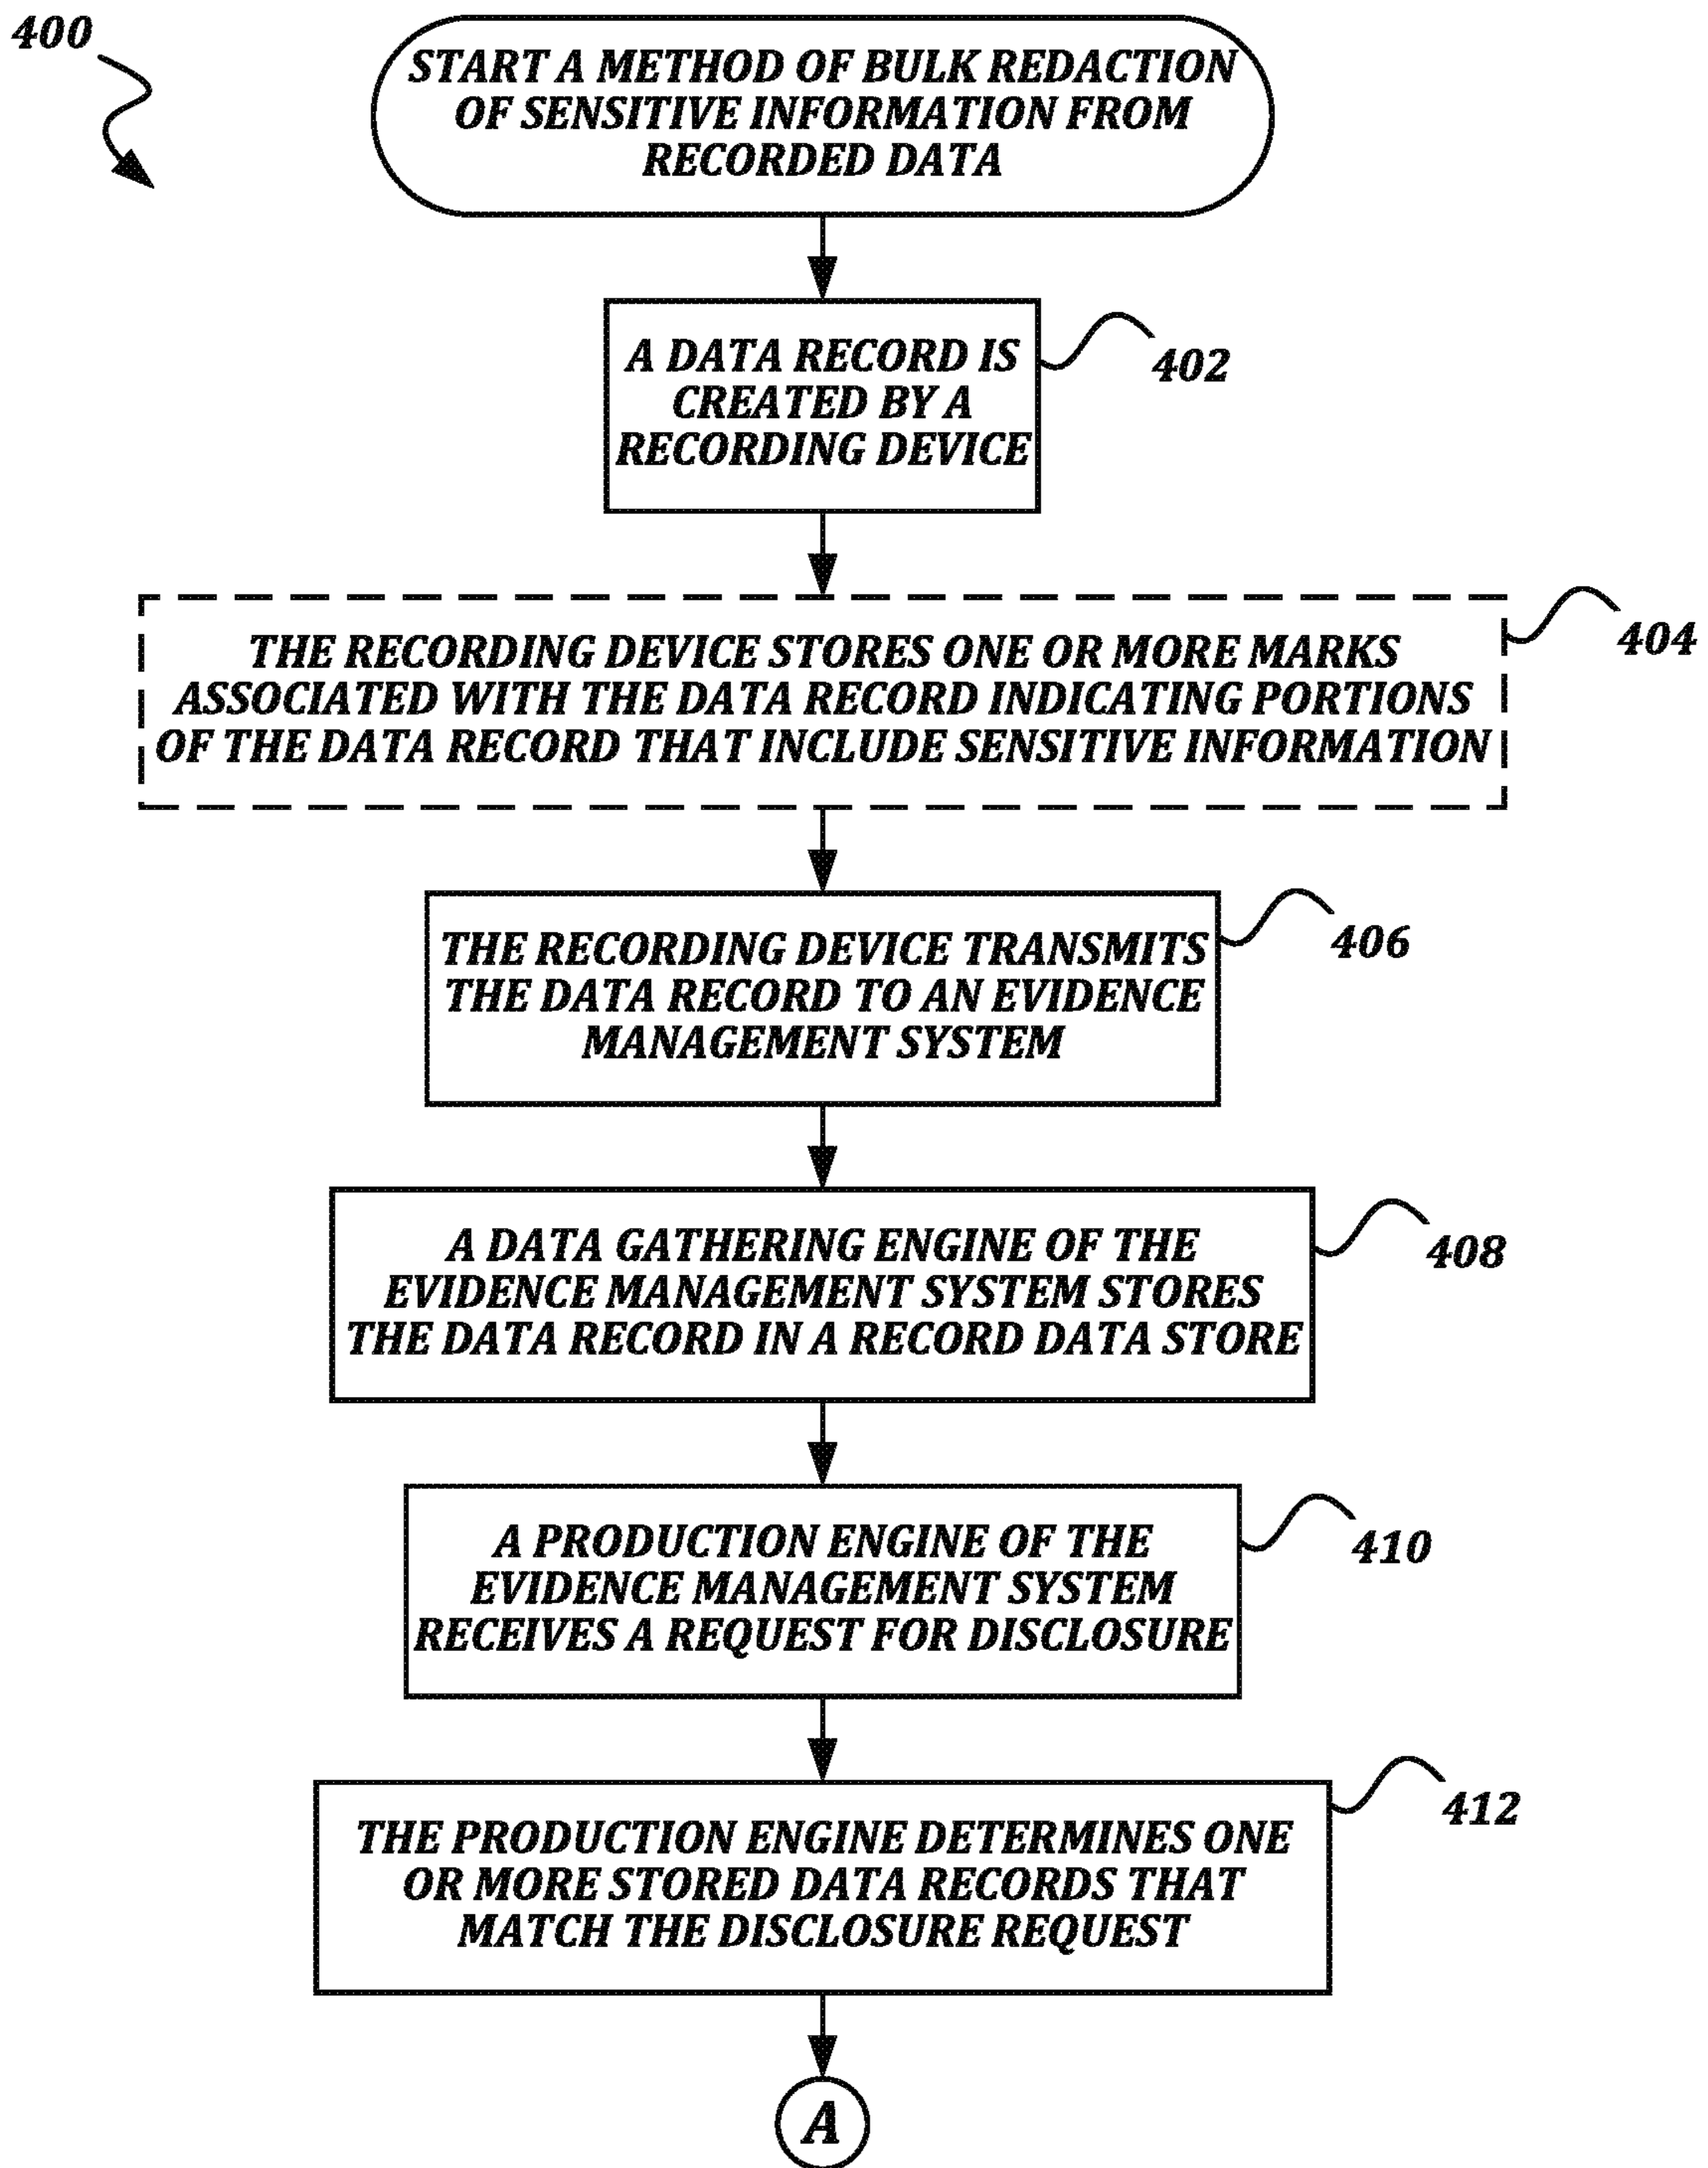 400
START A METHOD OF BULK REDACTION
OF SENSITIVE INFORMATION FROM
RECORDED DATA
A DATA RECORD IS
CREATED BY A
RECORDING DEVICE
402
THE RECORDING DEVICE STORES ONE OR MORE MARKS
ASSOCIATED WITH THE DATA RECORD INDICATING PORTIONS
OF THE DATA RECORD THAT INCLUDE SENSITIVE INFORMATION
404
THE RECORDING DEVICE TRANSMITS
THE DATA RECORD TO AN EVIDENCE
MANAGEMENT SYSTEM
406
A DATA GATHERING ENGINE OF THE
EVIDENCE MANAGEMENT SYSTEM STORES
THE DATA RECORD IN A RECORD DATA STORE
408
A PRODUCTION ENGINE OF THE
EVIDENCE MANAGEMENT SYSTEM
RECEIVES A REQUEST FOR DISCLOSURE
410
THE PRODUCTION ENGINE DETERMINES ONE
OR MORE STORED DATA RECORDS THAT
MATCH THE DISCLOSURE REQUEST
412
A